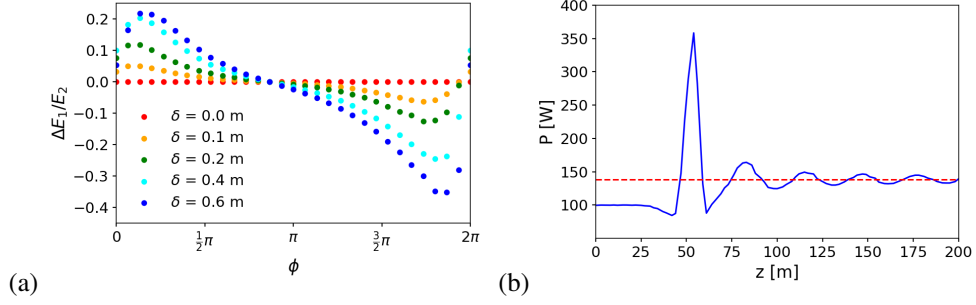 0.2
0.1
0.0
−0.1
−0.2
−0.3
−0.4
ΔE₁/E₂
δ = 0.0 m
δ = 0.1 m
δ = 0.2 m
δ = 0.4 m
δ = 0.6 m
0 ½π π 3/2π 2π
ϕ
(a)
400
350
300
250
200
150
100
P [W]
0 25 50 75 100 125 150 175 200
z [m]
(b)